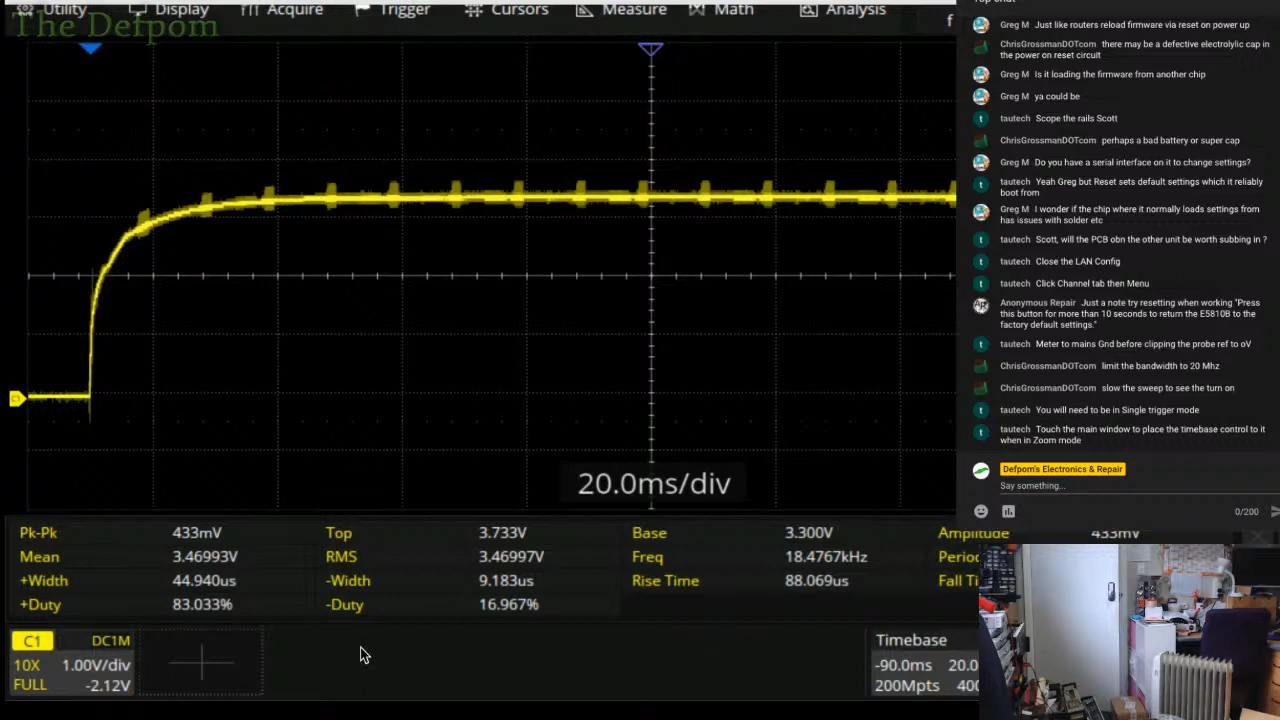 Utility Display Acquire Trigger Cursors Measure Math Analysis
The Defpom
f
20.0ms/div
Pk-Pk 433mV Top 3.733V Base 3.300V Amplitude 433mV
Mean 3.46993V RMS 3.46997V Freq 18.4767kHz Perio
+Width 44.940us -Width 9.183us Rise Time 88.069us Fall Ti
+Duty 83.033% -Duty 16.967%
C1 DC1M
10X 1.00V/div
FULL -2.12V
Timebase
-90.0ms 20.0
200Mpts 400
C1
Top chat
Greg M Just like routers reload firmware via reset on power up
ChrisGrossmanDOTcom there may be a defective electrolylic cap in
the power on reset circuit
Greg M Is it loading the firmware from another chip
Greg M ya could be
t tautech Scope the rails Scott
ChrisGrossmanDOTcom perhaps a bad battery or super cap
Greg M Do you have a serial interface on it to change settings?
t tautech Yeah Greg but Reset sets default settings which it reliably
boot from
Greg M I wonder if the chip where it normally loads settings from
has issues with solder etc
t tautech Scott, will the PCB obn the other unit be worth subbing in ?
t tautech Close the LAN Config
t tautech Click Channel tab then Menu
Anonymous Repair Just a note try resetting when working "Press
this button for more than 10 seconds to return the E5810B to the
factory default settings."
t tautech Meter to mains Gnd before clipping the probe ref to oV
ChrisGrossmanDOTcom limit the bandwidth to 20 Mhz
ChrisGrossmanDOTcom slow the sweep to see the turn on
t tautech You will need to be in Single trigger mode
t tautech Touch the main window to place the timebase control to it
when in Zoom mode
Defpom's Electronics & Repair
Say something...
0/200